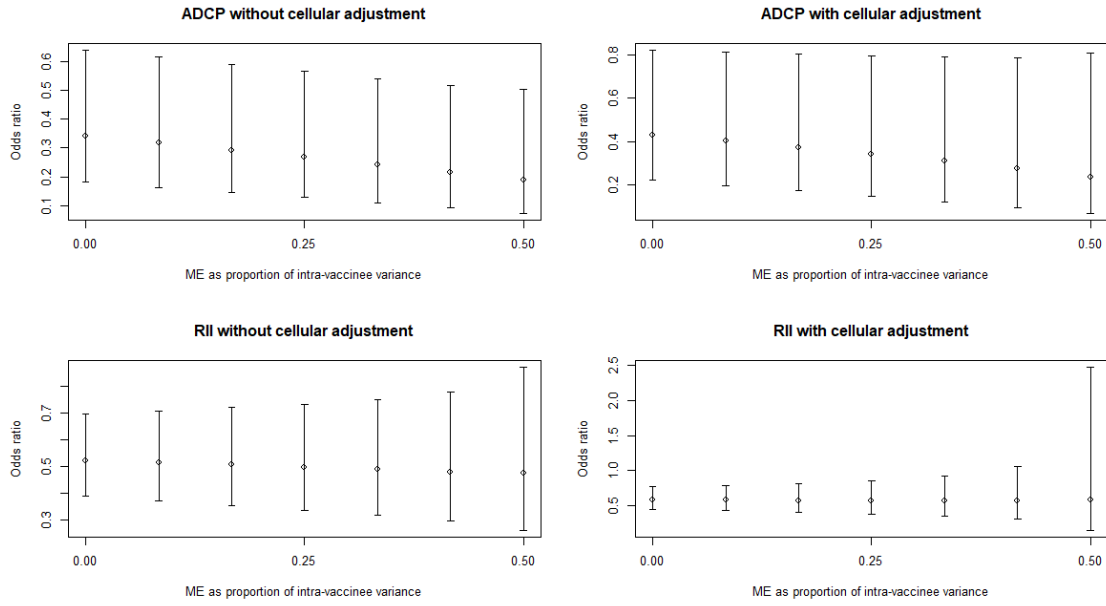 ADCP without cellular adjustment
Odds ratio
0.1 0.2 0.3 0.4 0.5 0.6
0.00 0.25 0.50
ME as proportion of intra-vaccinee variance
ADCP with cellular adjustment
Odds ratio
0.2 0.4 0.6 0.8
0.00 0.25 0.50
ME as proportion of intra-vaccinee variance
RII without cellular adjustment
Odds ratio
0.3 0.5 0.7
0.00 0.25 0.50
ME as proportion of intra-vaccinee variance
RII with cellular adjustment
Odds ratio
0.5 1.0 1.5 2.0 2.5
0.00 0.25 0.50
ME as proportion of intra-vaccinee variance